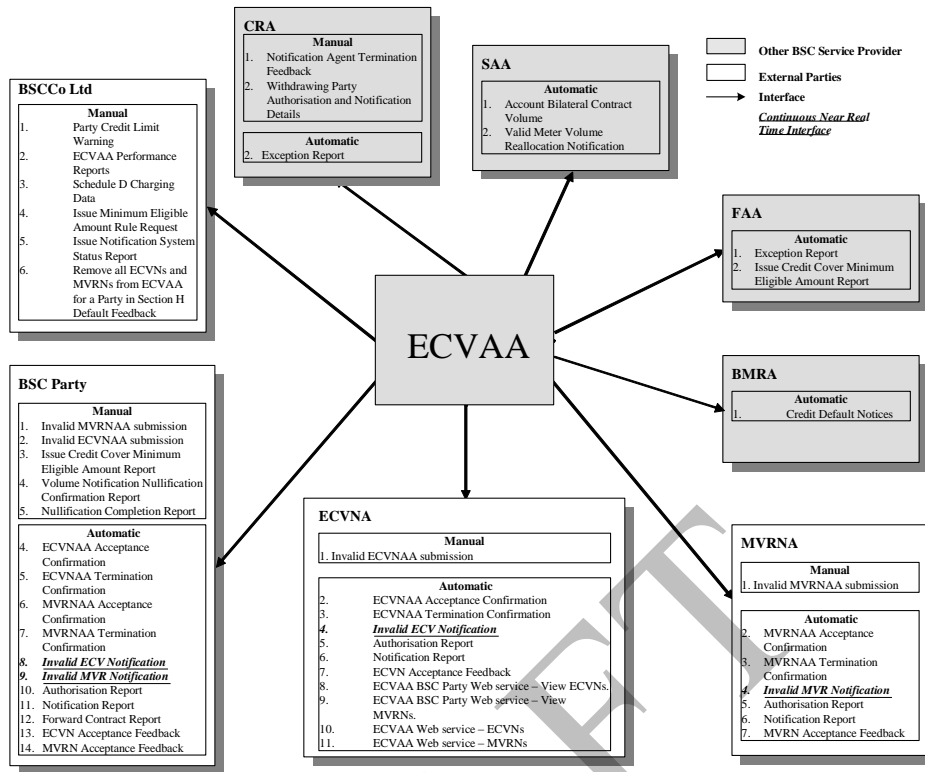 CRA
Manual
1. Notification Agent Termination
Feedback
2. Withdrawing Party
Authorisation and Notification
Details
Automatic
2. Exception Report
SAA
Automatic
1. Account Bilateral Contract
Volume
2. Valid Meter Volume
Reallocation Notification
Other BSC Service Provider
External Parties
Interface
Continuous Near Real
Time Interface
BSCCo Ltd
Manual
1. Party Credit Limit
Warning
2. ECVAA Performance
Reports
3. Schedule D Charging
Data
4. Issue Minimum Eligible
Amount Rule Request
5. Issue Notification System
Status Report
6. Remove all ECVNs and
MVRNs from ECVAA
for a Party in Section H
Default Feedback
FAA
Automatic
1. Exception Report
2. Issue Credit Cover Minimum
Eligible Amount Report
ECVAA
BMRA
Automatic
1. Credit Default Notices
BSC Party
Manual
1. Invalid MVRNAA submission
2. Invalid ECVNAA submission
3. Issue Credit Cover Minimum
Eligible Amount Report
4. Volume Notification Nullification
Confirmation Report
5. Nullification Completion Report
Automatic
4. ECVNAA Acceptance
Confirmation
5. ECVNAA Termination
Confirmation
6. MVRNAA Acceptance
Confirmation
7. MVRNAA Termination
Confirmation
8. Invalid ECV Notification
9. Invalid MVR Notification
10. Authorisation Report
11. Notification Report
12. Forward Contract Report
13. ECVN Acceptance Feedback
14. MVRN Acceptance Feedback
ECVNA
Manual
1. Invalid ECVNAA submission
Automatic
2. ECVNAA Acceptance Confirmation
3. ECVNAA Termination Confirmation
4. Invalid ECV Notification
5. Authorisation Report
6. Notification Report
7. ECVN Acceptance Feedback
8. ECVAA BSC Party Web service – View ECVNs.
9. ECVAA BSC Party Web service – View
MVRNs.
10. ECVAA Web service – ECVNs
11. ECVAA Web service – MVRNs
MVRNA
Manual
1. Invalid MVRNAA submission
Automatic
2. MVRNAA Acceptance
Confirmation
3. MVRNAA Termination
Confirmation
4. Invalid MVR Notification
5. Authorisation Report
6. Notification Report
7. MVRN Acceptance Feedback